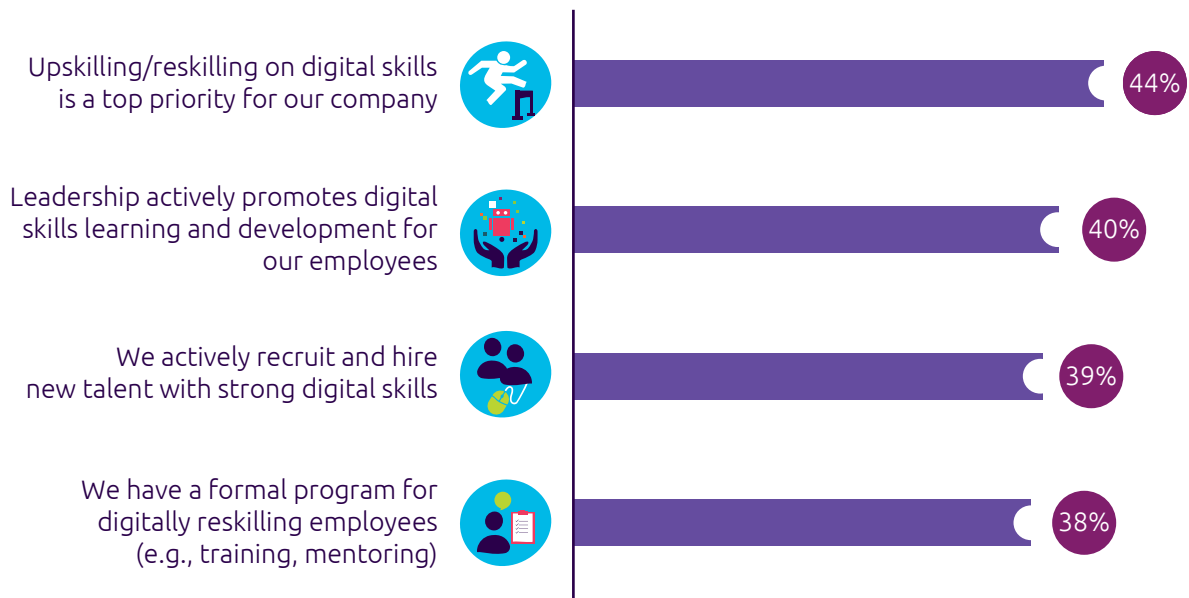 Upskilling/reskilling on digital skills
is a top priority for our company
44%
Leadership actively promotes digital
skills learning and development for
our employees
40%
We actively recruit and hire
new talent with strong digital skills
39%
We have a formal program for
digitally reskilling employees
(e.g., training, mentoring)
38%